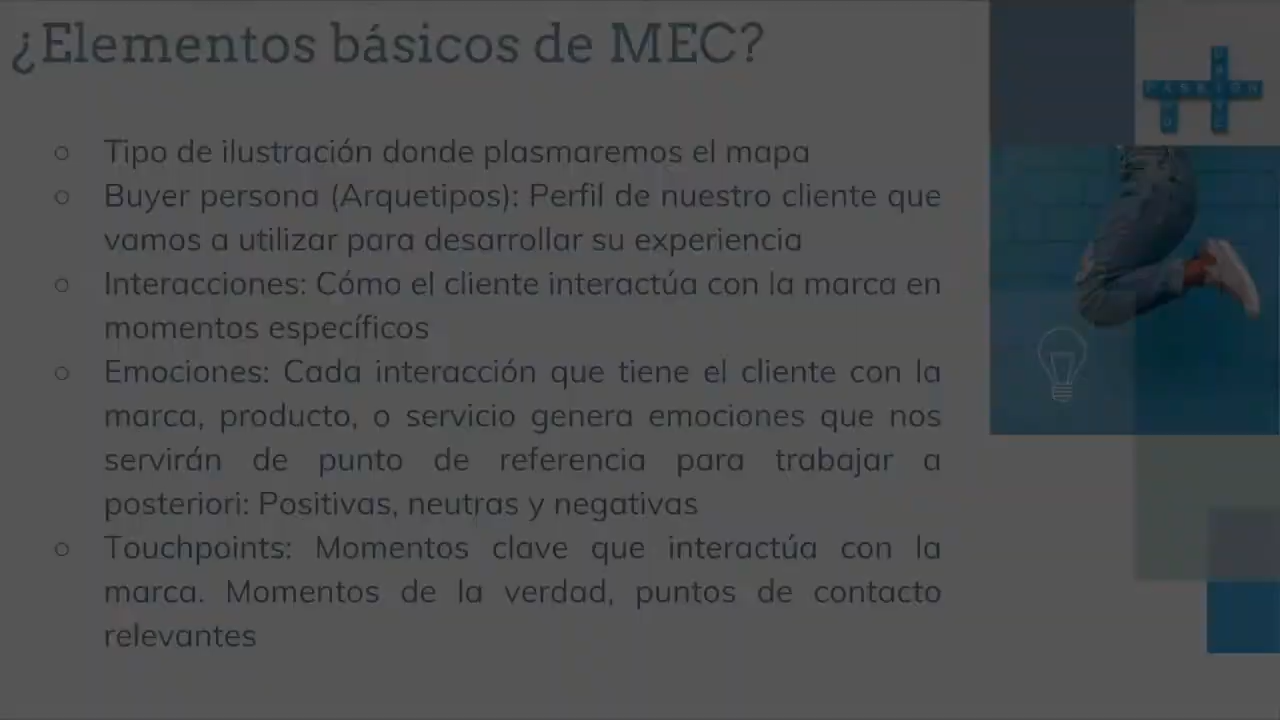 ¿Elementos básicos de MEC?
○ Tipo de ilustración donde plasmaremos el mapa
○ Buyer persona (Arquetipos): Perfil de nuestro cliente que
vamos a utilizar para desarrollar su experiencia
○ Interacciones: Cómo el cliente interactúa con la marca en
momentos específicos
○ Emociones: Cada interacción que tiene el cliente con la
marca, producto, o servicio genera emociones que nos
servirán de punto de referencia para trabajar a
posteriori: Positivas, neutras y negativas
○ Touchpoints: Momentos clave que interactúa con la
marca. Momentos de la verdad, puntos de contacto
relevantes
PASSION